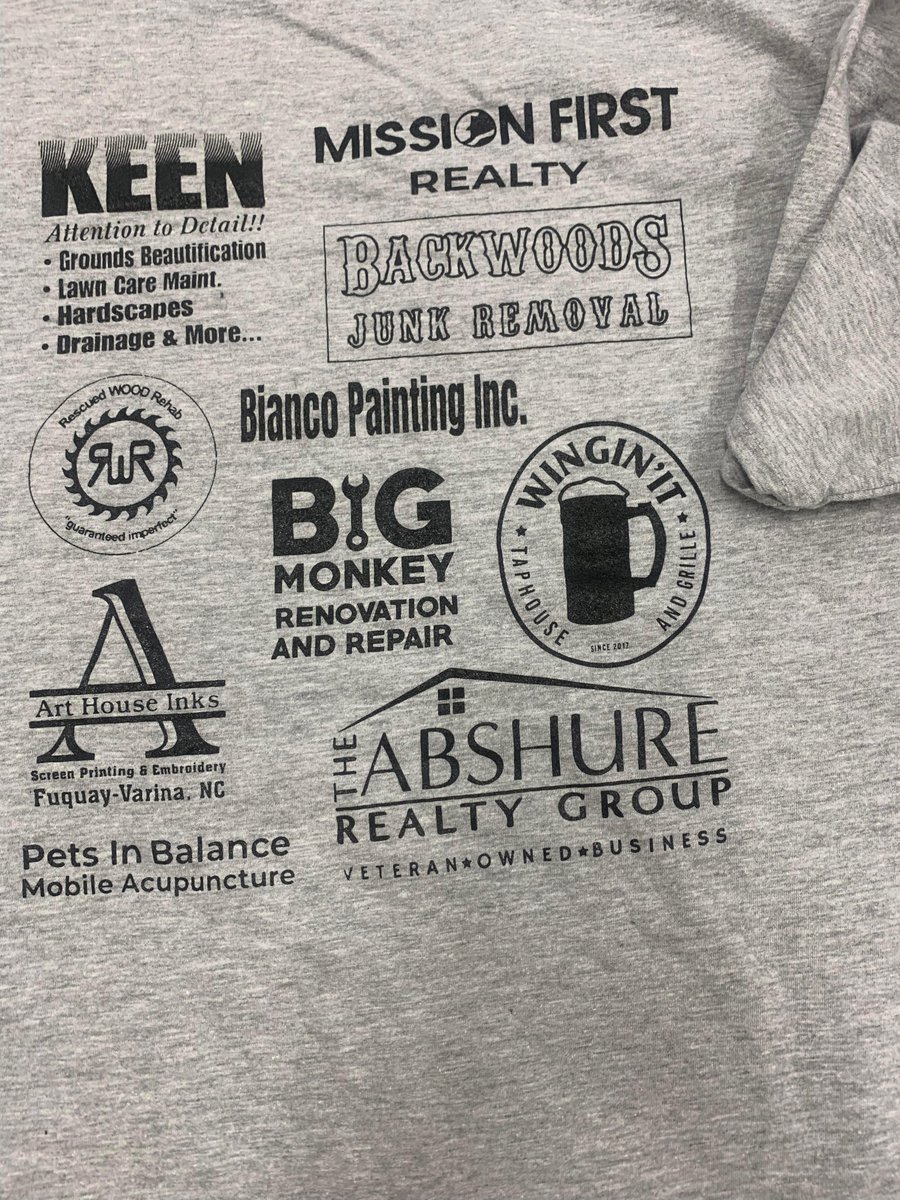 KEEN
Attention to Detail!!
• Grounds Beautification
• Lawn Care Maint.
• Hardscapes
• Drainage & More...
MISSION FIRST
REALTY
BACKWOODS
JUNK REMOVAL
Rescued WOOD Rehab
RWR
"guaranteed imperfect"
Bianco Painting Inc.
BIG
MONKEY
RENOVATION
AND REPAIR
WINGIN' IT
★ TAPHOUSE
AND GRILLE ★
SINCE 2017
A
Art House Inks
Screen Printing & Embroidery
Fuquay-Varina, NC
THE ABSHURE
REALTY GROUP
VETERAN★OWNED★BUSINESS
Pets In Balance
Mobile Acupuncture